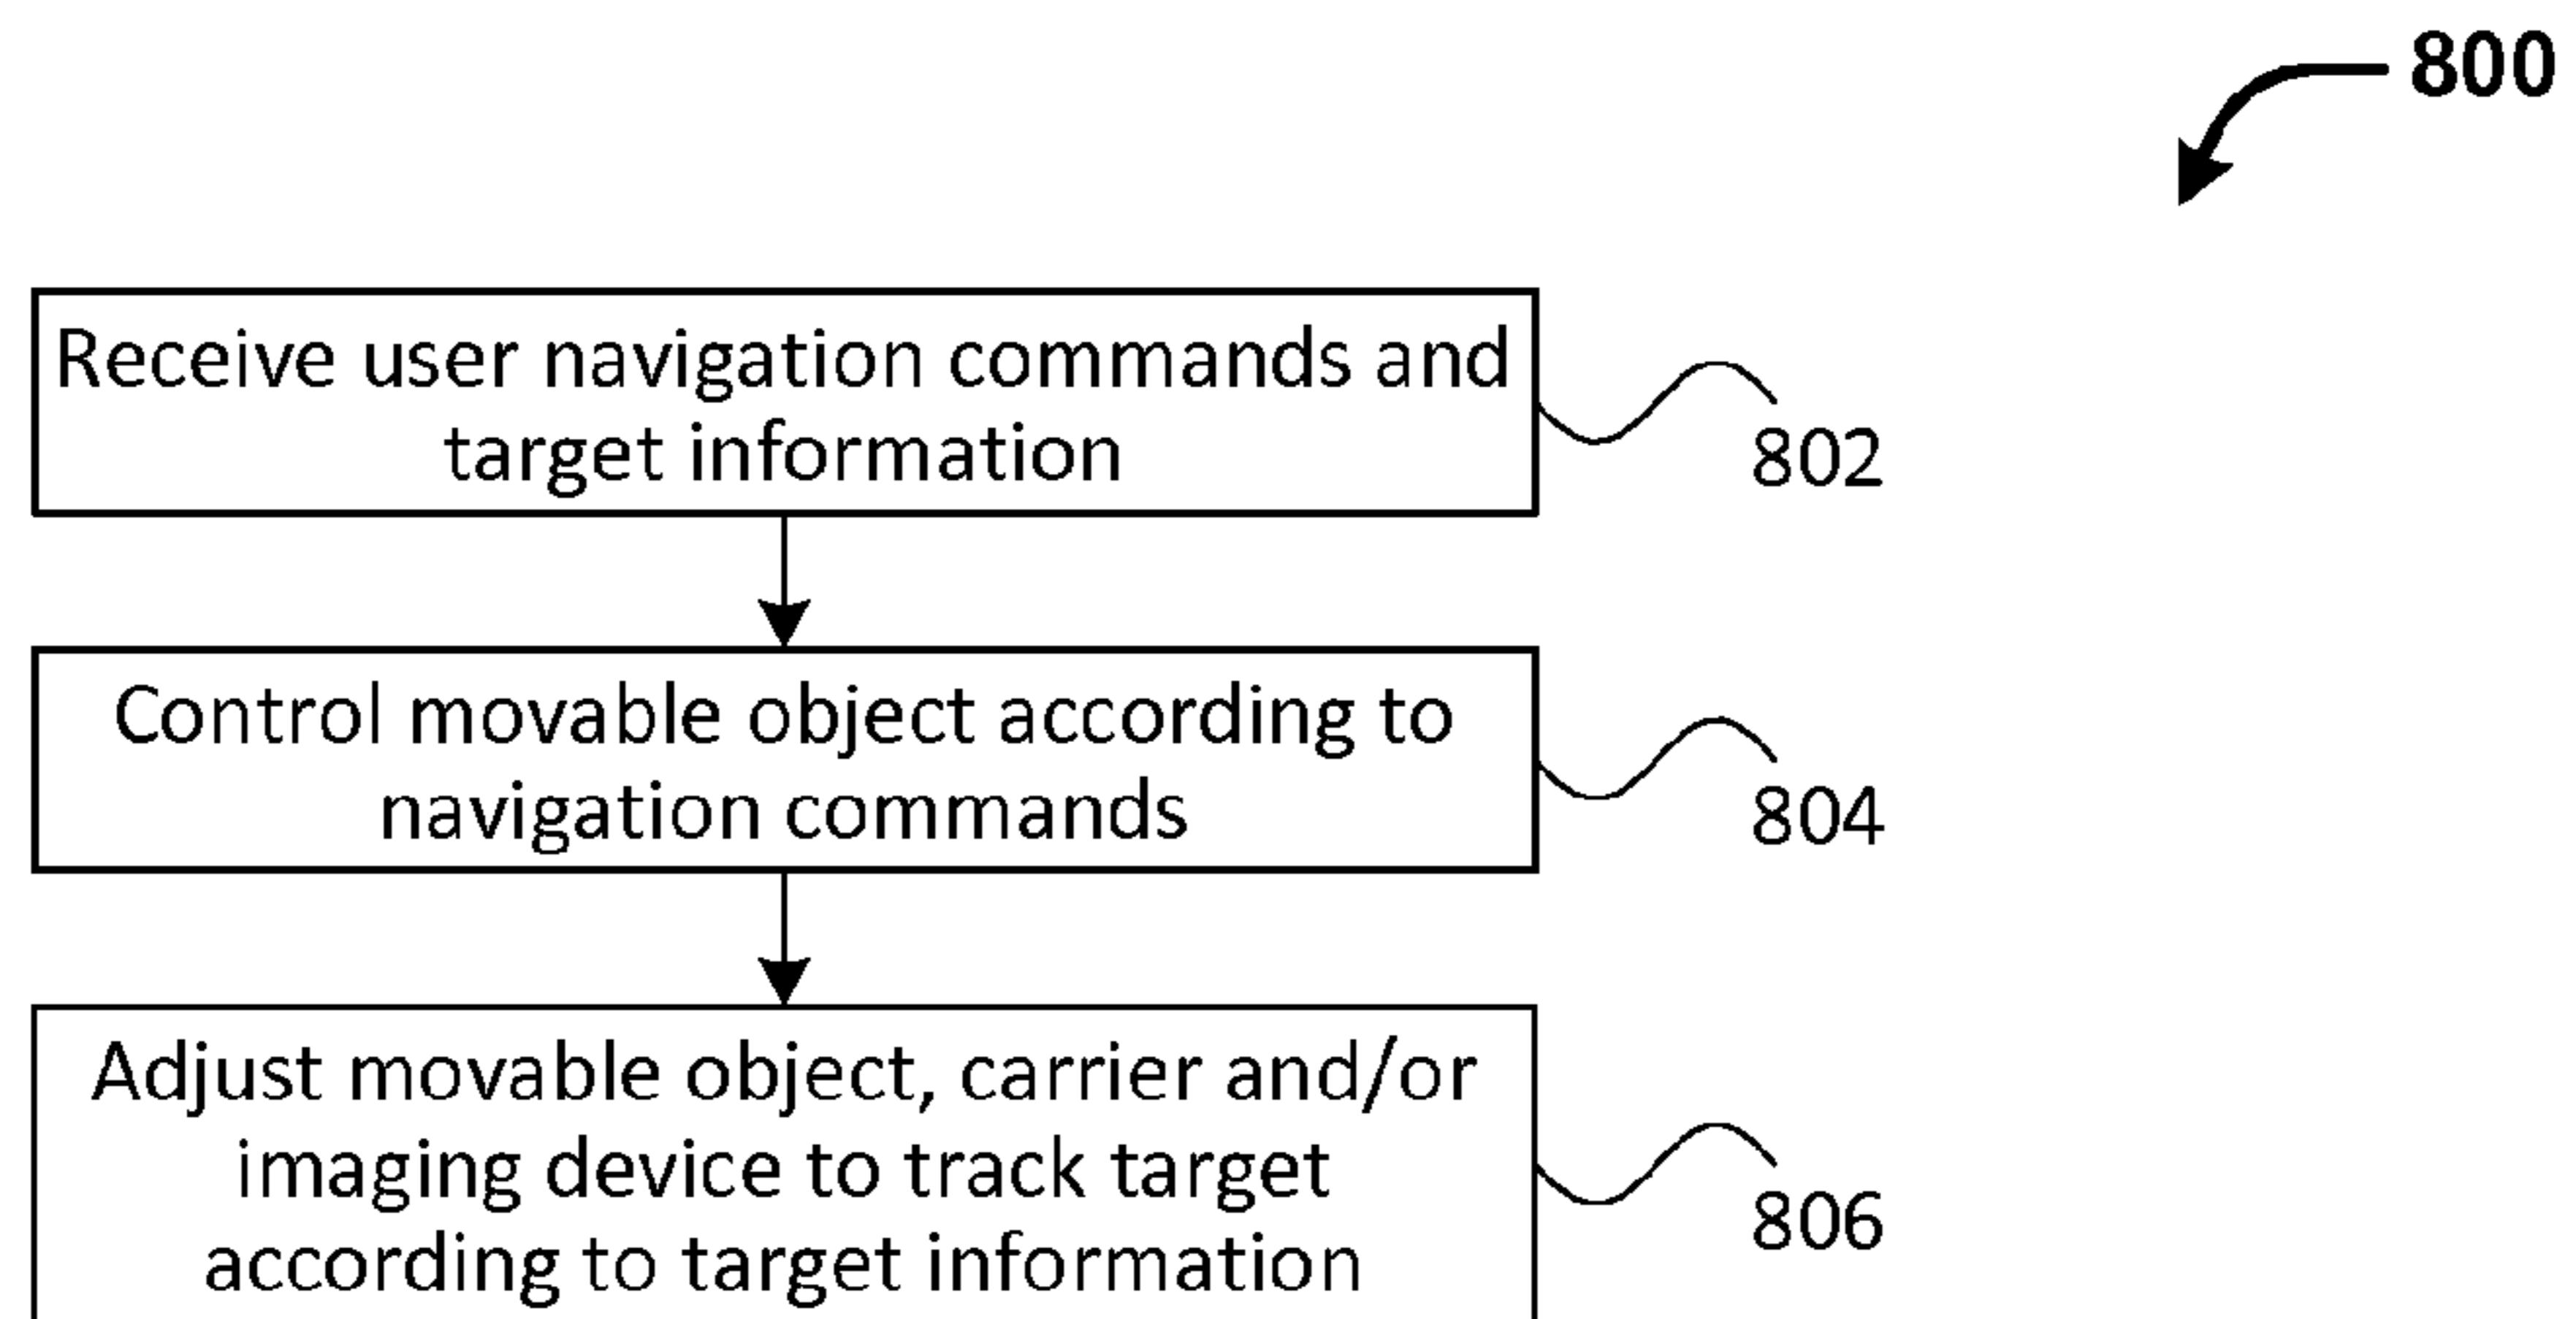 800
Receive user navigation commands and
target information
802
Control movable object according to
navigation commands
804
Adjust movable object, carrier and/or
imaging device to track target
according to target information
806